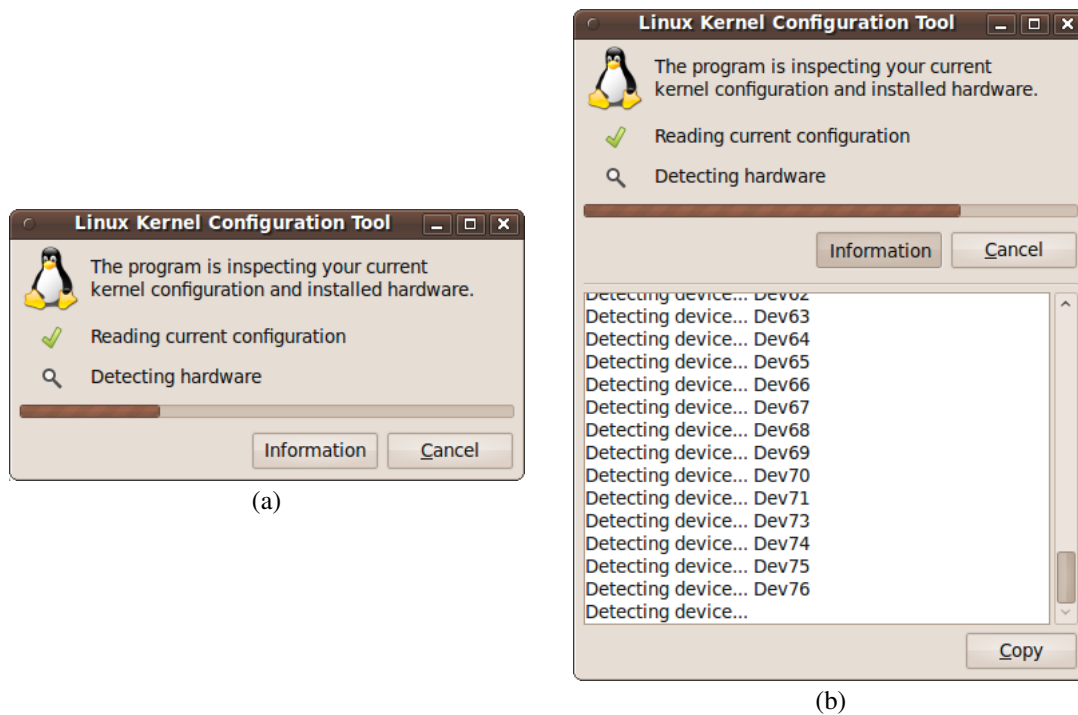 Linux Kernel Configuration Tool
The program is inspecting your current
kernel configuration and installed hardware.
Reading current configuration
Detecting hardware
Information
Cancel
(a)
Linux Kernel Configuration Tool
The program is inspecting your current
kernel configuration and installed hardware.
Reading current configuration
Detecting hardware
Information
Cancel
Detecting device... Dev62
Detecting device... Dev63
Detecting device... Dev64
Detecting device... Dev65
Detecting device... Dev66
Detecting device... Dev67
Detecting device... Dev68
Detecting device... Dev69
Detecting device... Dev70
Detecting device... Dev71
Detecting device... Dev73
Detecting device... Dev74
Detecting device... Dev75
Detecting device... Dev76
Detecting device...
Copy
(b)